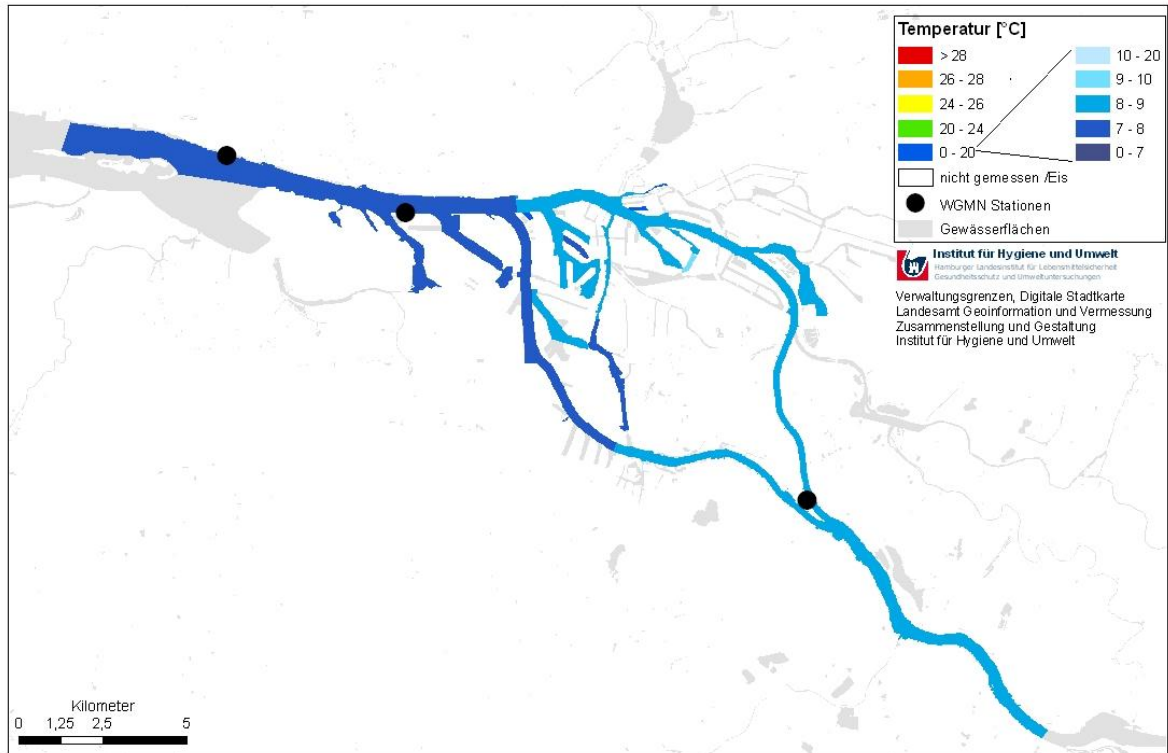 Temperatur [°C]
> 28
26 - 28
24 - 26
20 - 24
0 - 20
nicht gemessen /Eis
WGMN Stationen
Gewässerflächen
10 - 20
9 - 10
8 - 9
7 - 8
0 - 7
Institut für Hygiene und Umwelt
Hamburger Landesinstitut für Lebensmittelsicherheit
Gesundheitsschutz und Umweltuntersuchungen
Verwaltungsgrenzen, Digitale Stadtkarte
Landesamt Geoinformation und Vermessung
Zusammenstellung und Gestaltung
Institut für Hygiene und Umwelt
Kilometer
0 1,25 2,5 5